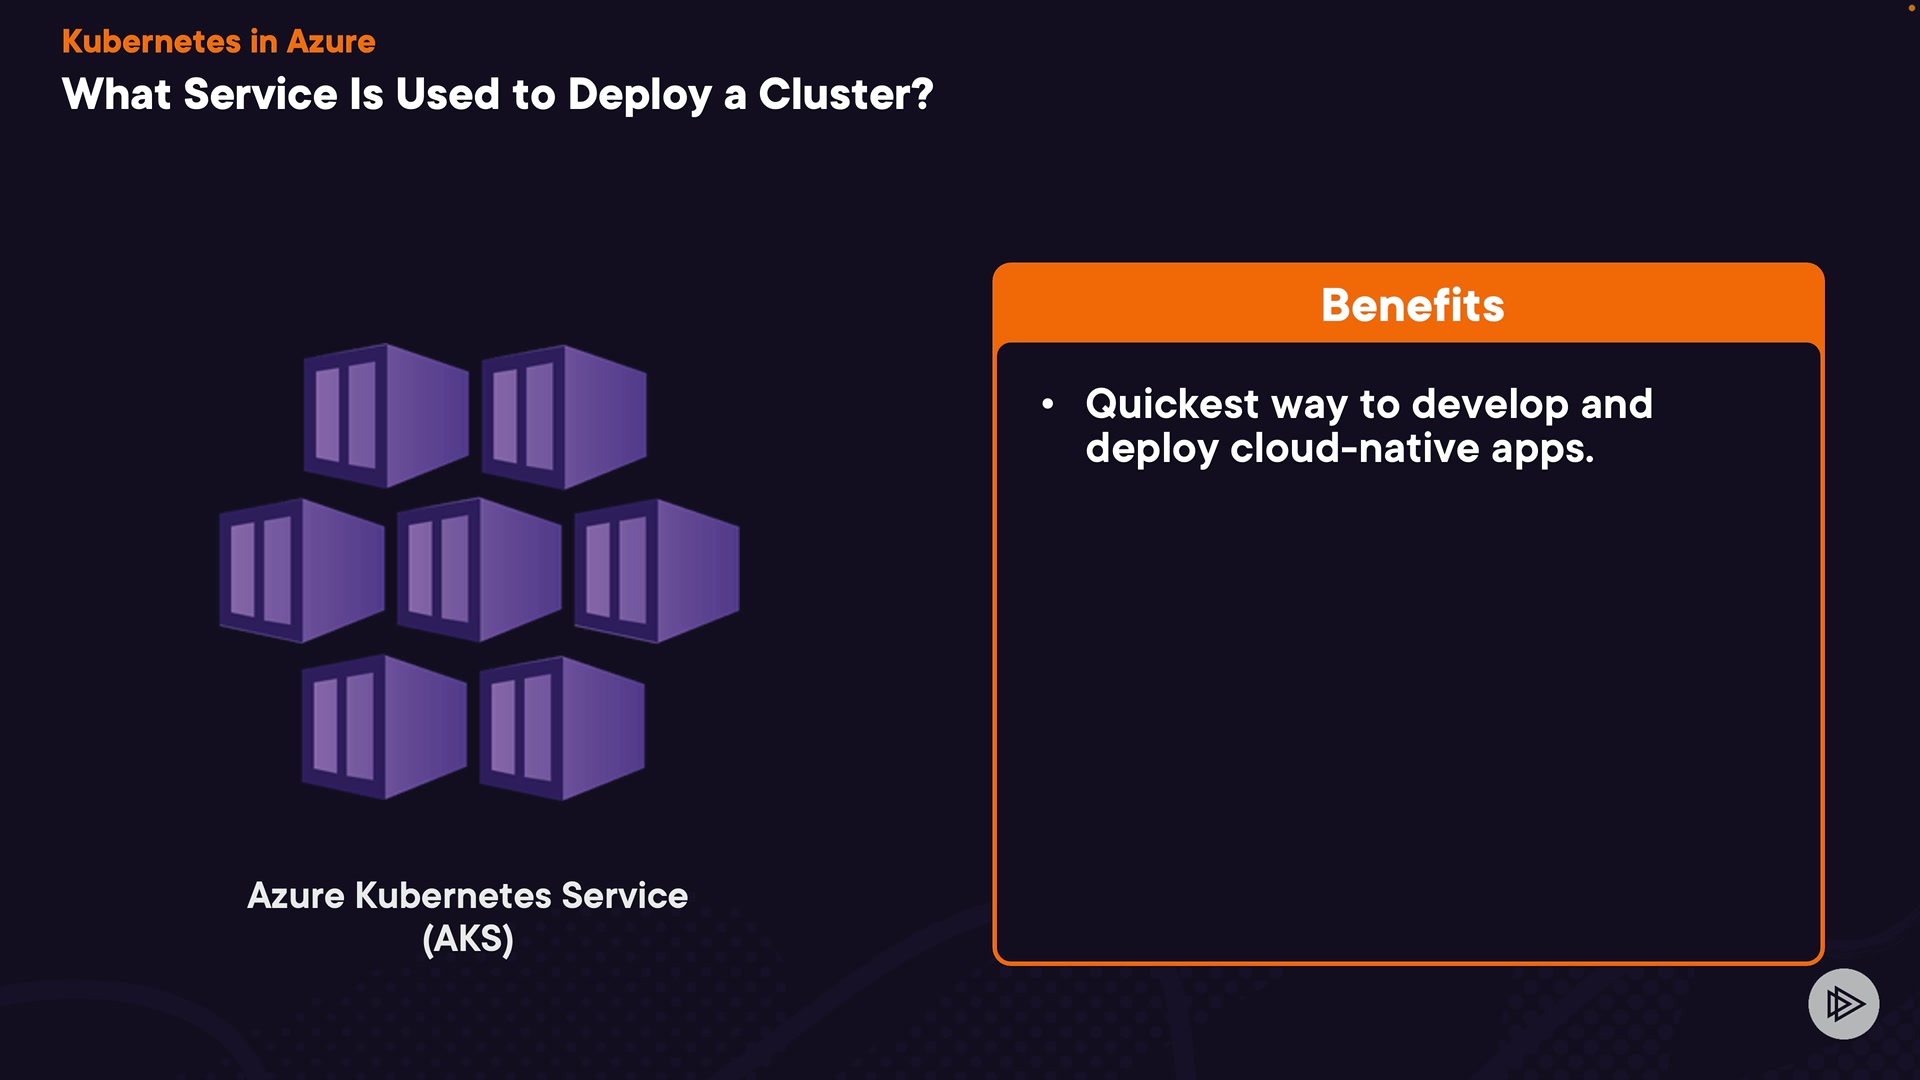 Kubernetes in Azure
What Service Is Used to Deploy a Cluster?
Benefits
• Quickest way to develop and
deploy cloud-native apps.
Azure Kubernetes Service
(AKS)